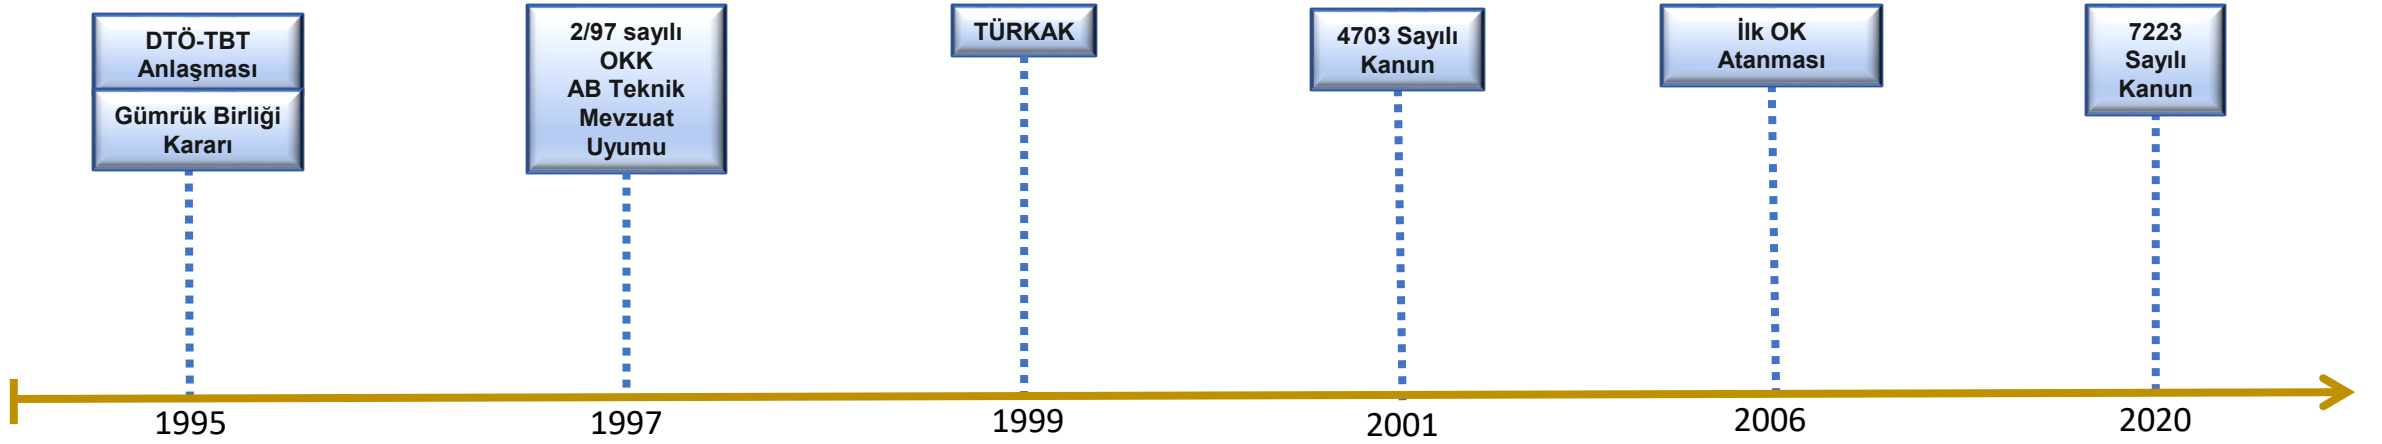 DTÖ-TBT
Anlaşması
Gümrük Birliği
Kararı
2/97 sayılı
OKK
AB Teknik
Mevzuat
Uyumu
TÜRKAK
4703 Sayılı
Kanun
İlk OK
Atanması
7223
Sayılı
Kanun
1995
1997
1999
2001
2006
2020